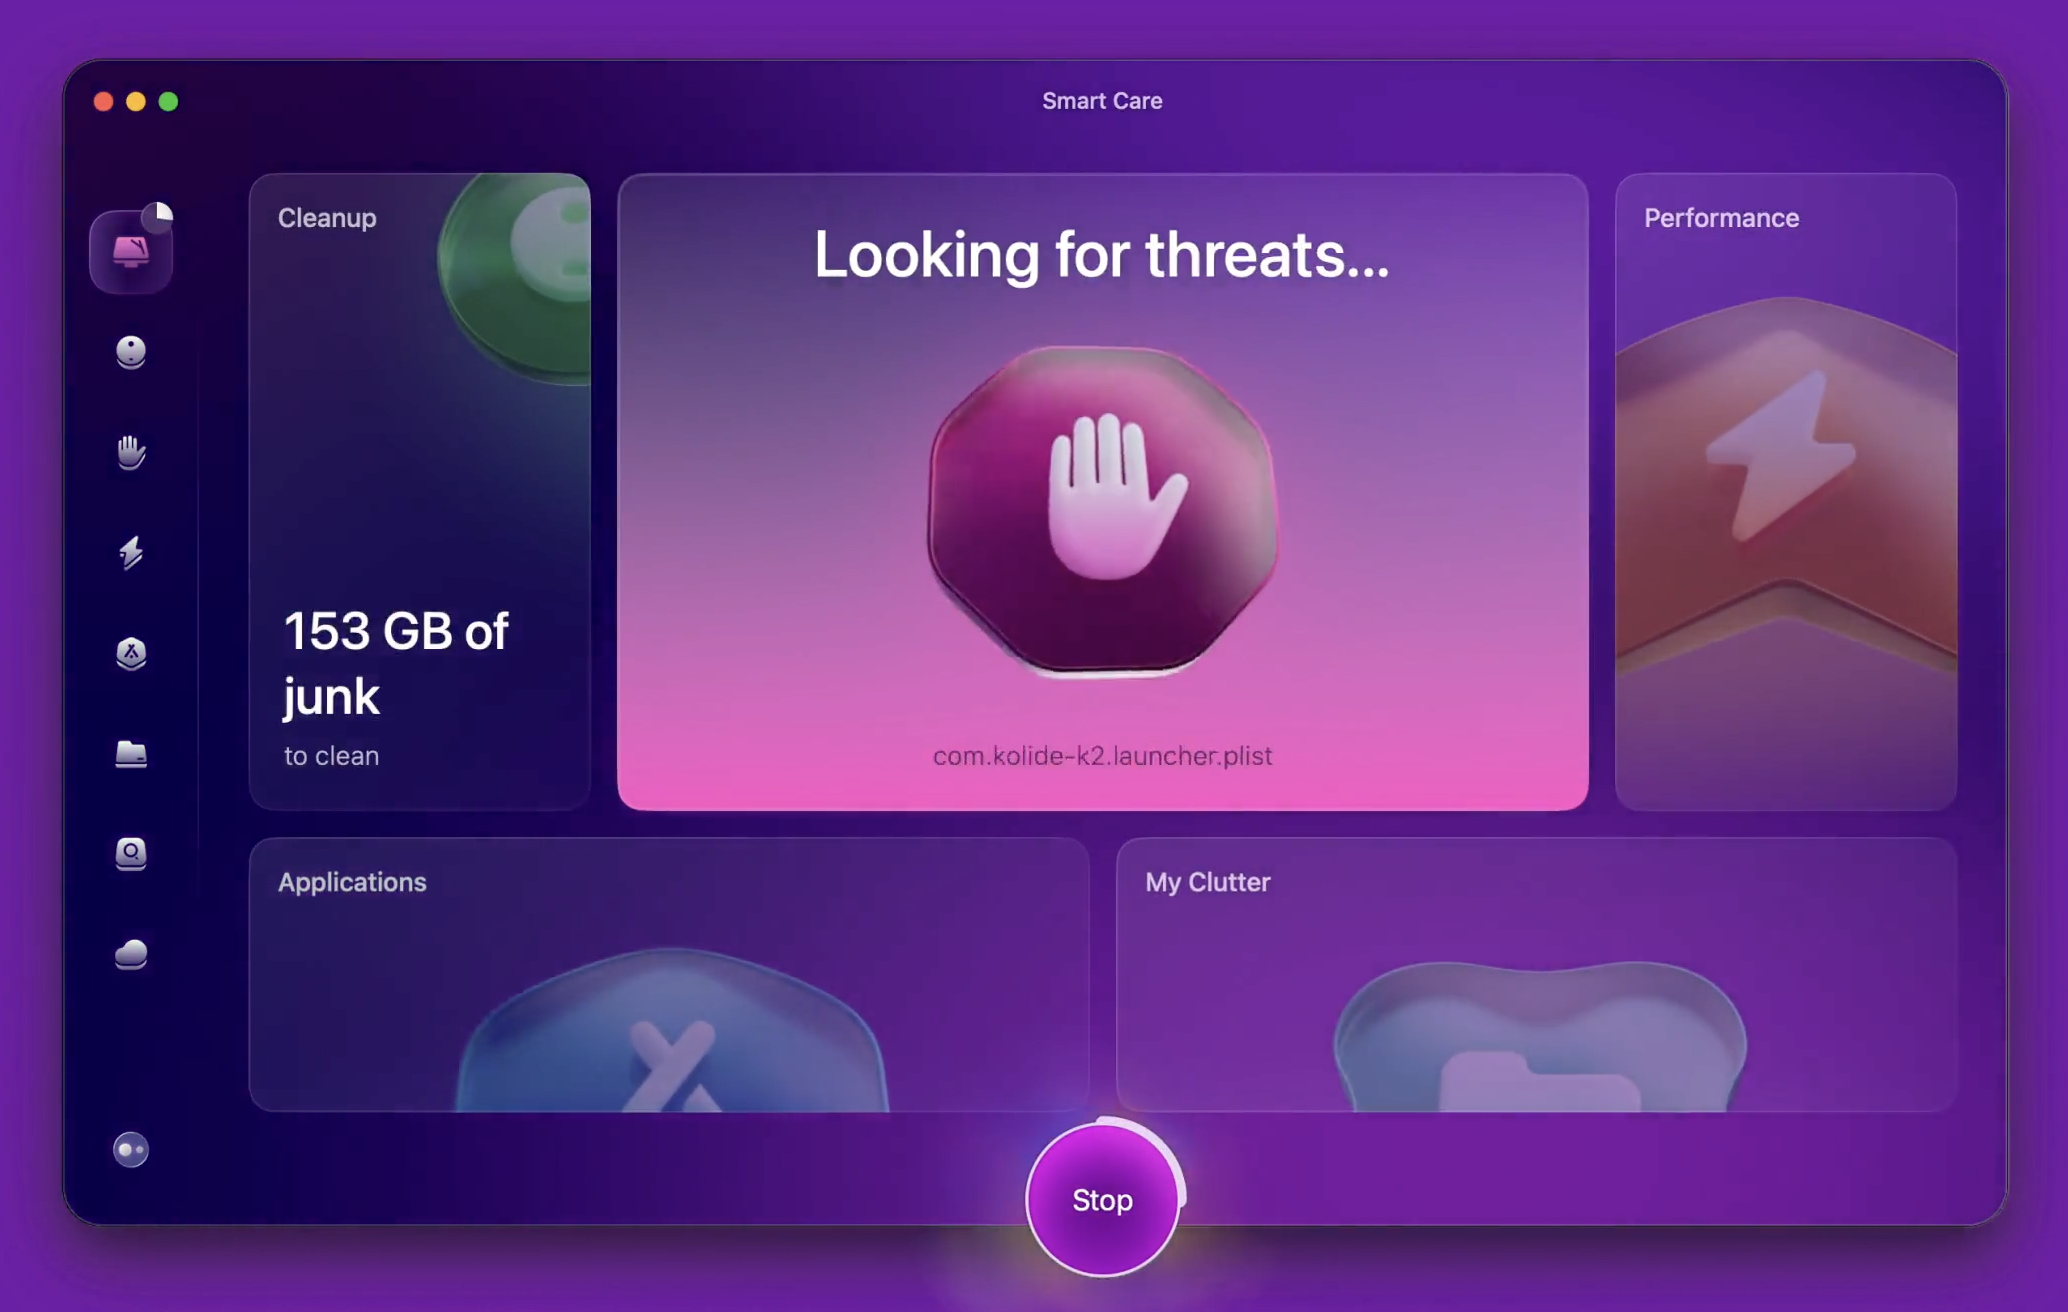 Smart Care
Cleanup
153 GB of
junk
to clean
Looking for threats...
com.kolide-k2.launcher.plist
Performance
Applications
My Clutter
Stop